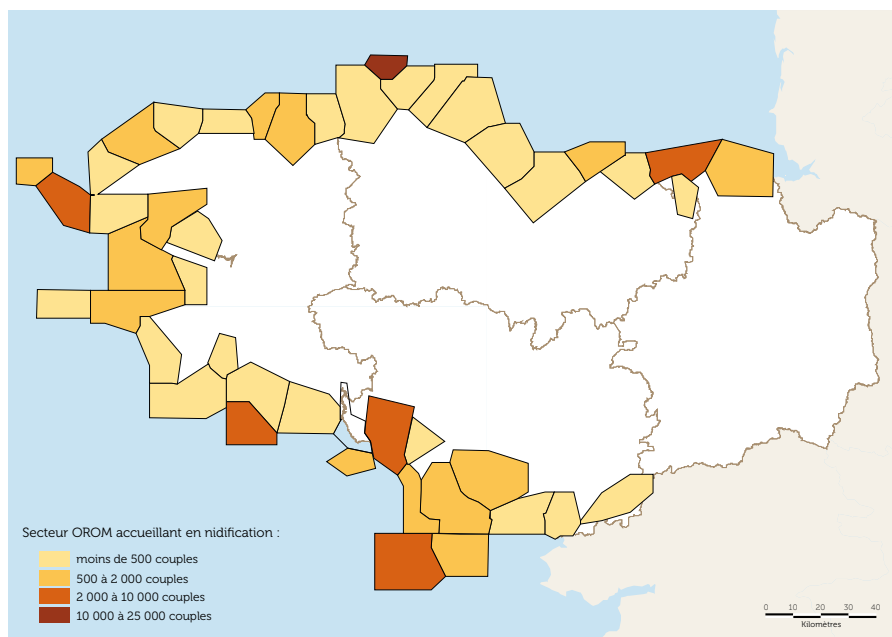 Secteur OROM accueillant en nidification :
moins de 500 couples
500 à 2 000 couples
2 000 à 10 000 couples
10 000 à 25 000 couples
0 10 20 30 40
Kilomètres